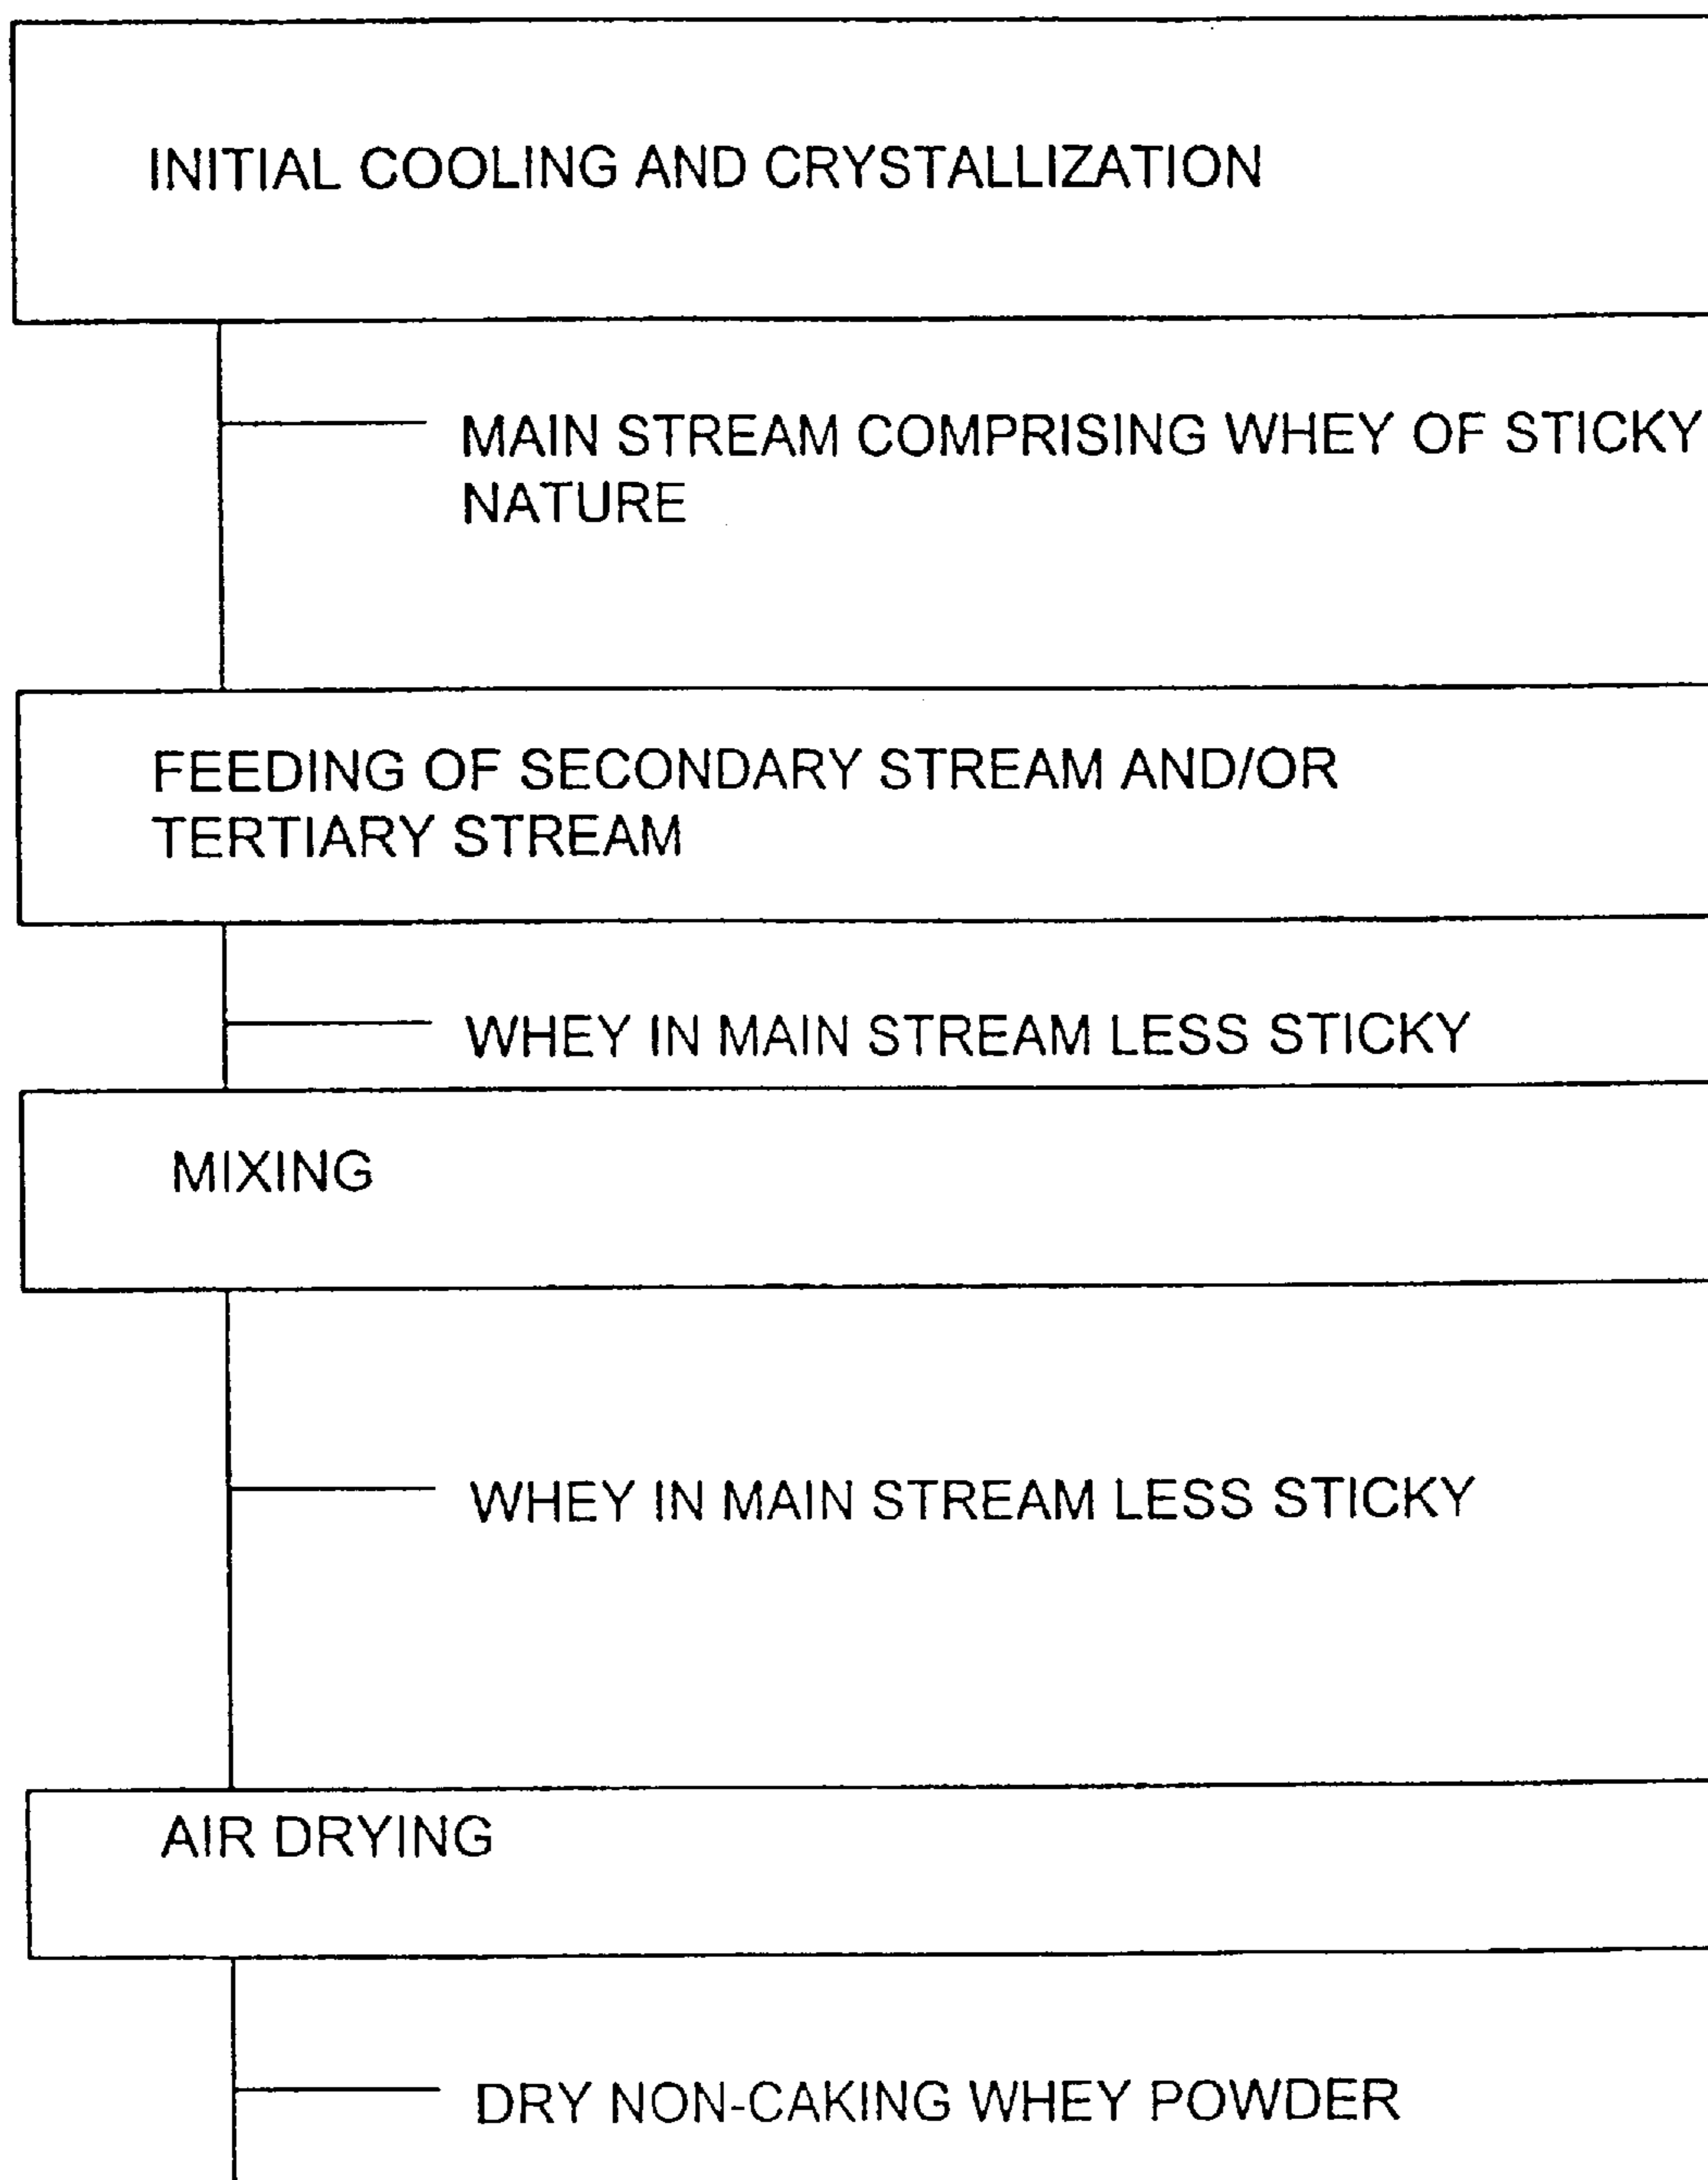 INITIAL COOLING AND CRYSTALLIZATION
MAIN STREAM COMPRISING WHEY OF STICKY
NATURE
FEEDING OF SECONDARY STREAM AND/OR
TERTIARY STREAM
WHEY IN MAIN STREAM LESS STICKY
MIXING
WHEY IN MAIN STREAM LESS STICKY
AIR DRYING
DRY NON-CAKING WHEY POWDER